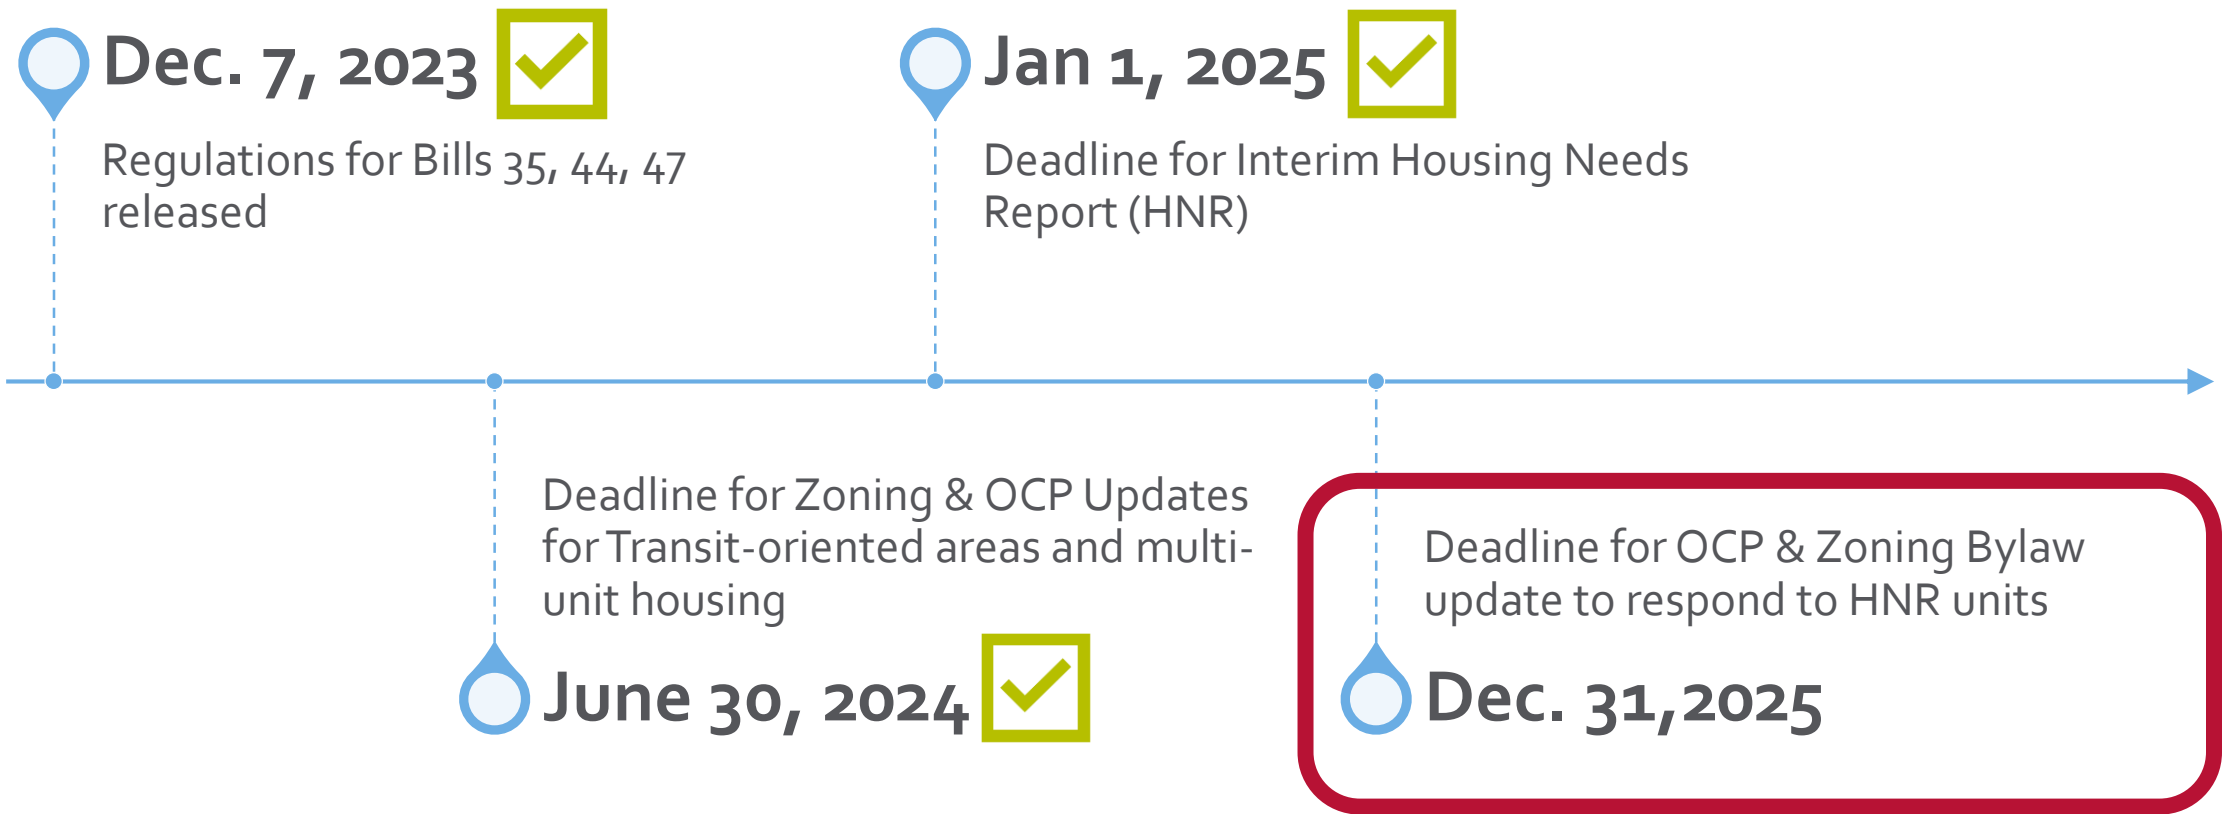 Dec. 7, 2023
Regulations for Bills 35, 44, 47
released
Jan 1, 2025
Deadline for Interim Housing Needs
Report (HNR)
Deadline for Zoning & OCP Updates
for Transit-oriented areas and multi-
unit housing
June 30, 2024
Deadline for OCP & Zoning Bylaw
update to respond to HNR units
Dec. 31,2025